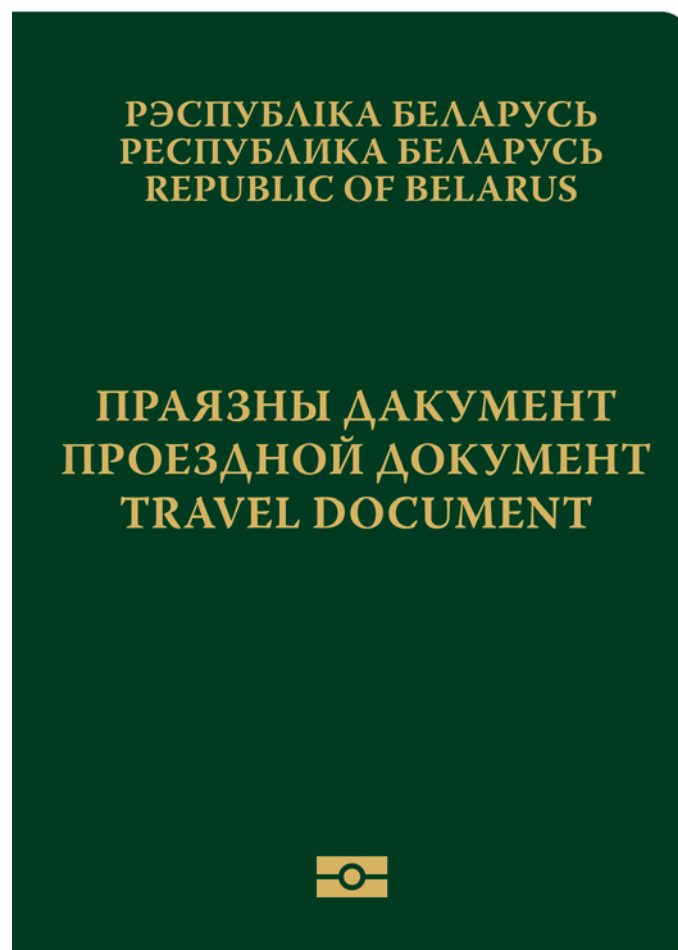 РЭСПУБЛІКА БЕЛАРУСЬ
РЕСПУБЛИКА БЕЛАРУСЬ
REPUBLIC OF BELARUS
ПРАЯЗНЫ ДАКУМЕНТ
ПРОЕЗДНОЙ ДОКУМЕНТ
TRAVEL DOCUMENT